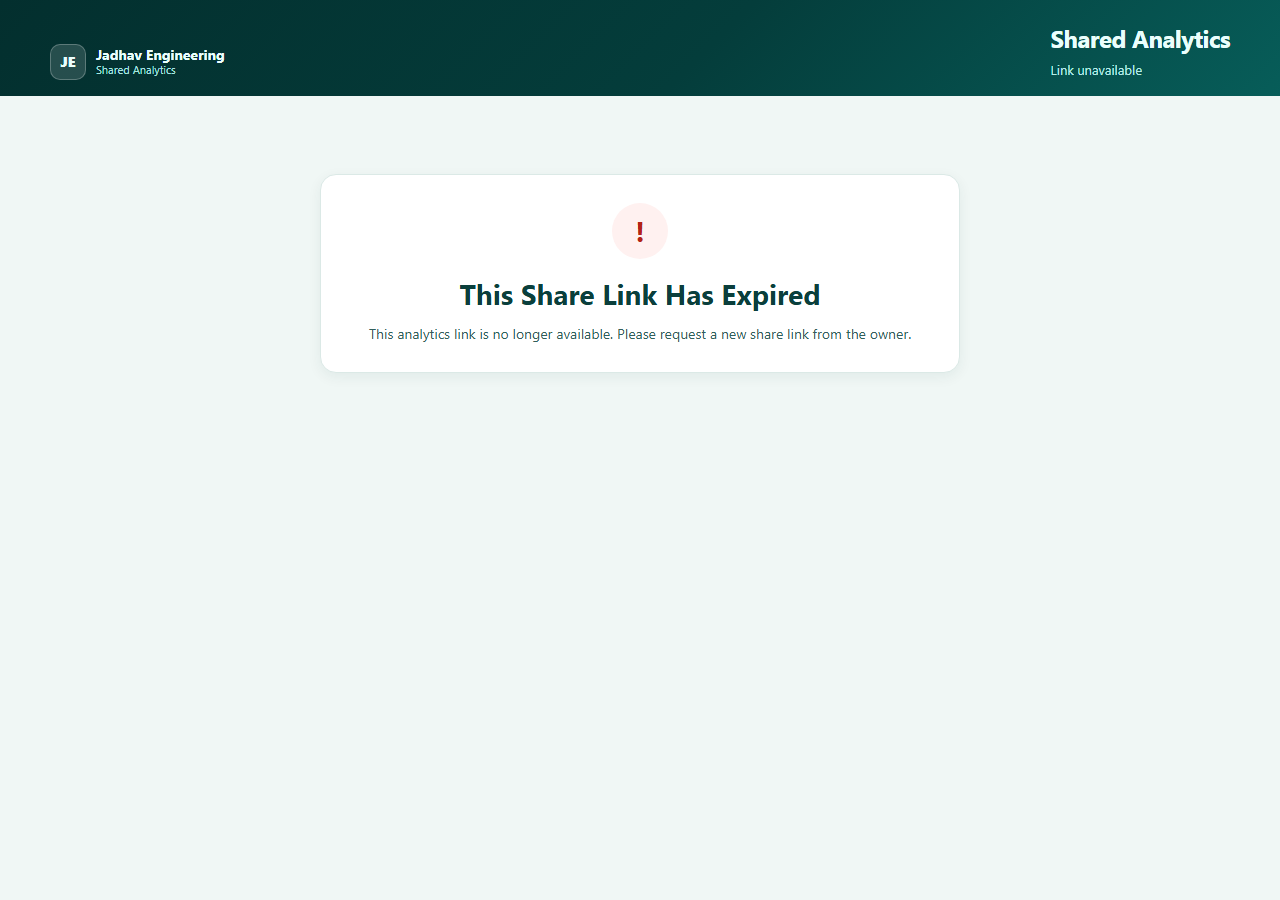 JE
Jadhav Engineering
Shared Analytics
Shared Analytics
Link unavailable
!
This Share Link Has Expired
This analytics link is no longer available. Please request a new share link from the owner.